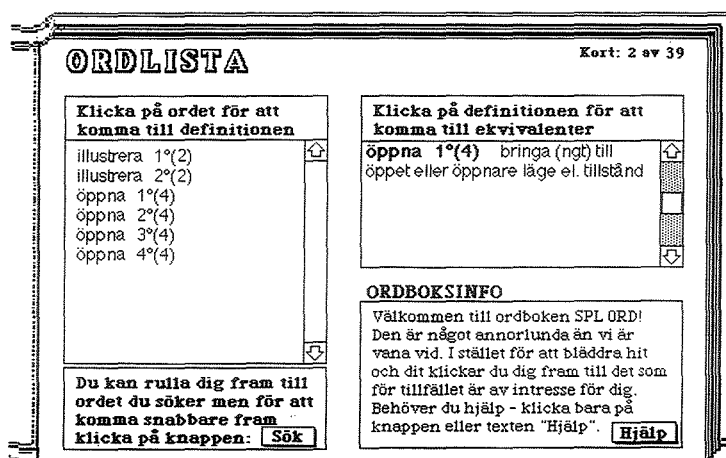 ORDLISTA
Kort: 2 av 39
Klicka på ordet för att
komma till definitionen
illustrera 1°(2)
illustrera 2°(2)
öppna 1°(4)
öppna 2°(4)
öppna 3°(4)
öppna 4°(4)
Du kan rulla dig fram till
ordet du söker men för att
komma snabbare fram
klicka på knappen: Sök
Klicka på definitionen för att
komma till ekvivalenter
öppna 1°(4) bringa (ngt) till
öppet eller öppnare läge el. tillstånd
ORDBOKSINFO
Välkommen till ordboken SPL ORD!
Den är något annorlunda än vi är
vana vid. I stället för att bläddra hit
och dit klickar du dig fram till det som
för tillfället är av intresse för dig.
Behöver du hjälp - klicka bara på
knappen eller texten "Hjälp". Hjälp